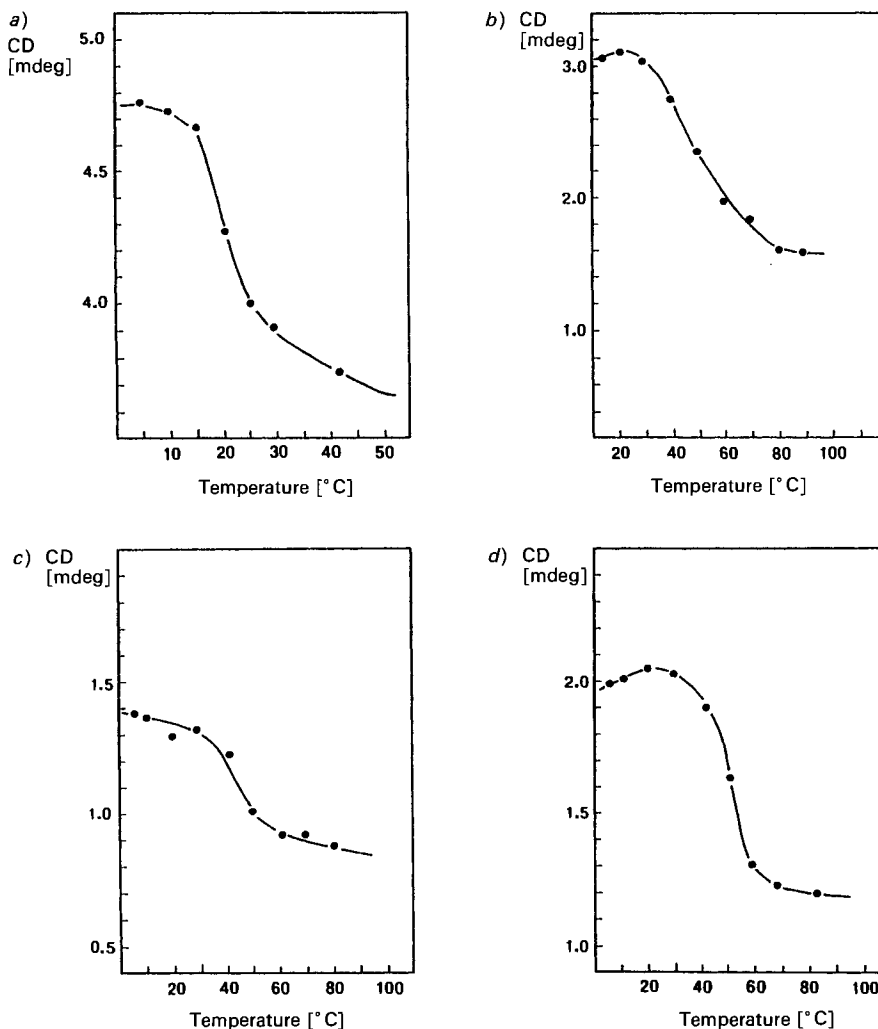 a)
CD
[mdeg]
5.0
4.5
4.0
10 20 30 40 50
Temperature [°C]
b) CD
[mdeg]
3.0
2.0
1.0
20 40 60 80 100
Temperature [°C]
c) CD
[mdeg]
1.5
1.0
0.5
20 40 60 80 100
Temperature [°C]
d) CD
[mdeg]
2.0
1.5
1.0
20 40 60 80 100
Temperature [°C]